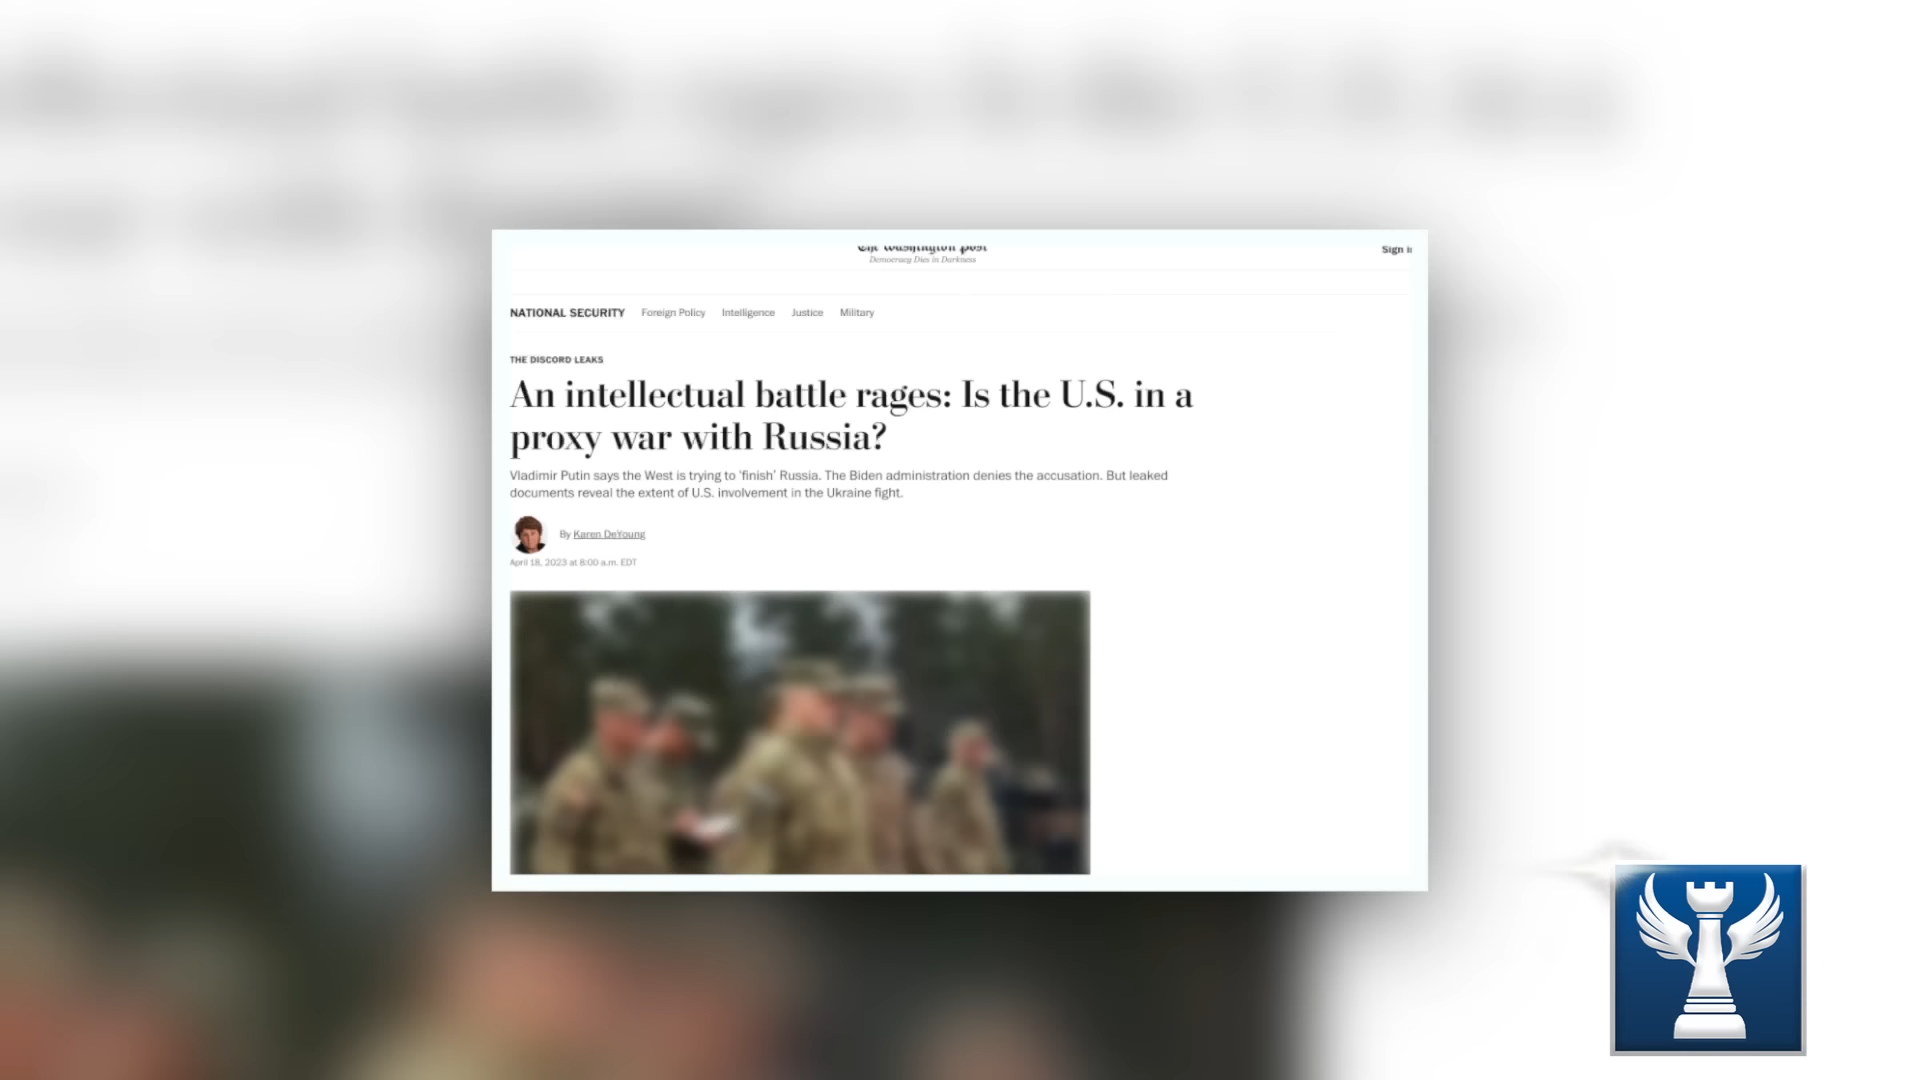 The Washington Post
Democracy Dies in Darkness
Sign i
NATIONAL SECURITY Foreign Policy Intelligence Justice Military
THE DISCORD LEAKS
An intellectual battle rages: Is the U.S. in a
proxy war with Russia?
Vladimir Putin says the West is trying to 'finish' Russia. The Biden administration denies the accusation. But leaked
documents reveal the extent of U.S. involvement in the Ukraine fight.
By Karen DeYoung
April 18, 2023 at 8:00 a.m. EDT